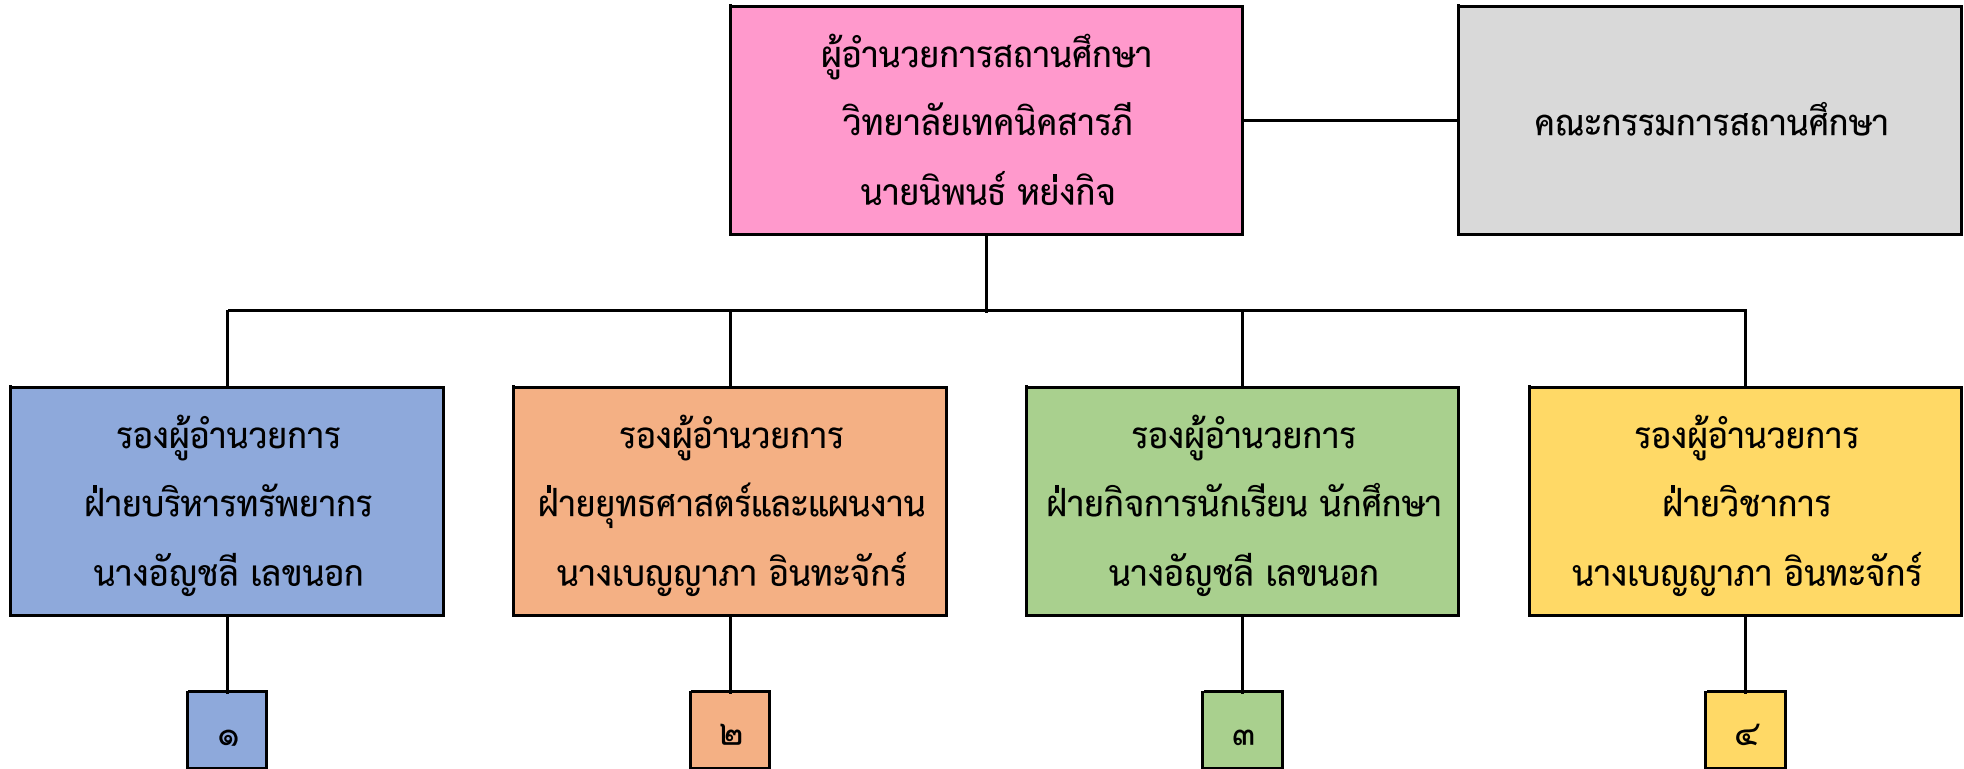 ผู้อำนวยการสถานศึกษา
วิทยาลัยเทคนิคสารภี
นายนิพนธ์ หย่งกิจ
คณะกรรมการสถานศึกษา
รองผู้อำนวยการ
ฝ่ายบริหารทรัพยากร
นางอัญชลี เลขนอก
รองผู้อำนวยการ
ฝ่ายยุทธศาสตร์และแผนงาน
นางเบญญาภา อินทะจักร์
รองผู้อำนวยการ
ฝ่ายกิจการนักเรียน นักศึกษา
นางอัญชลี เลขนอก
รองผู้อำนวยการ
ฝ่ายวิชาการ
นางเบญญาภา อินทะจักร์
๑
๒
๓
๔